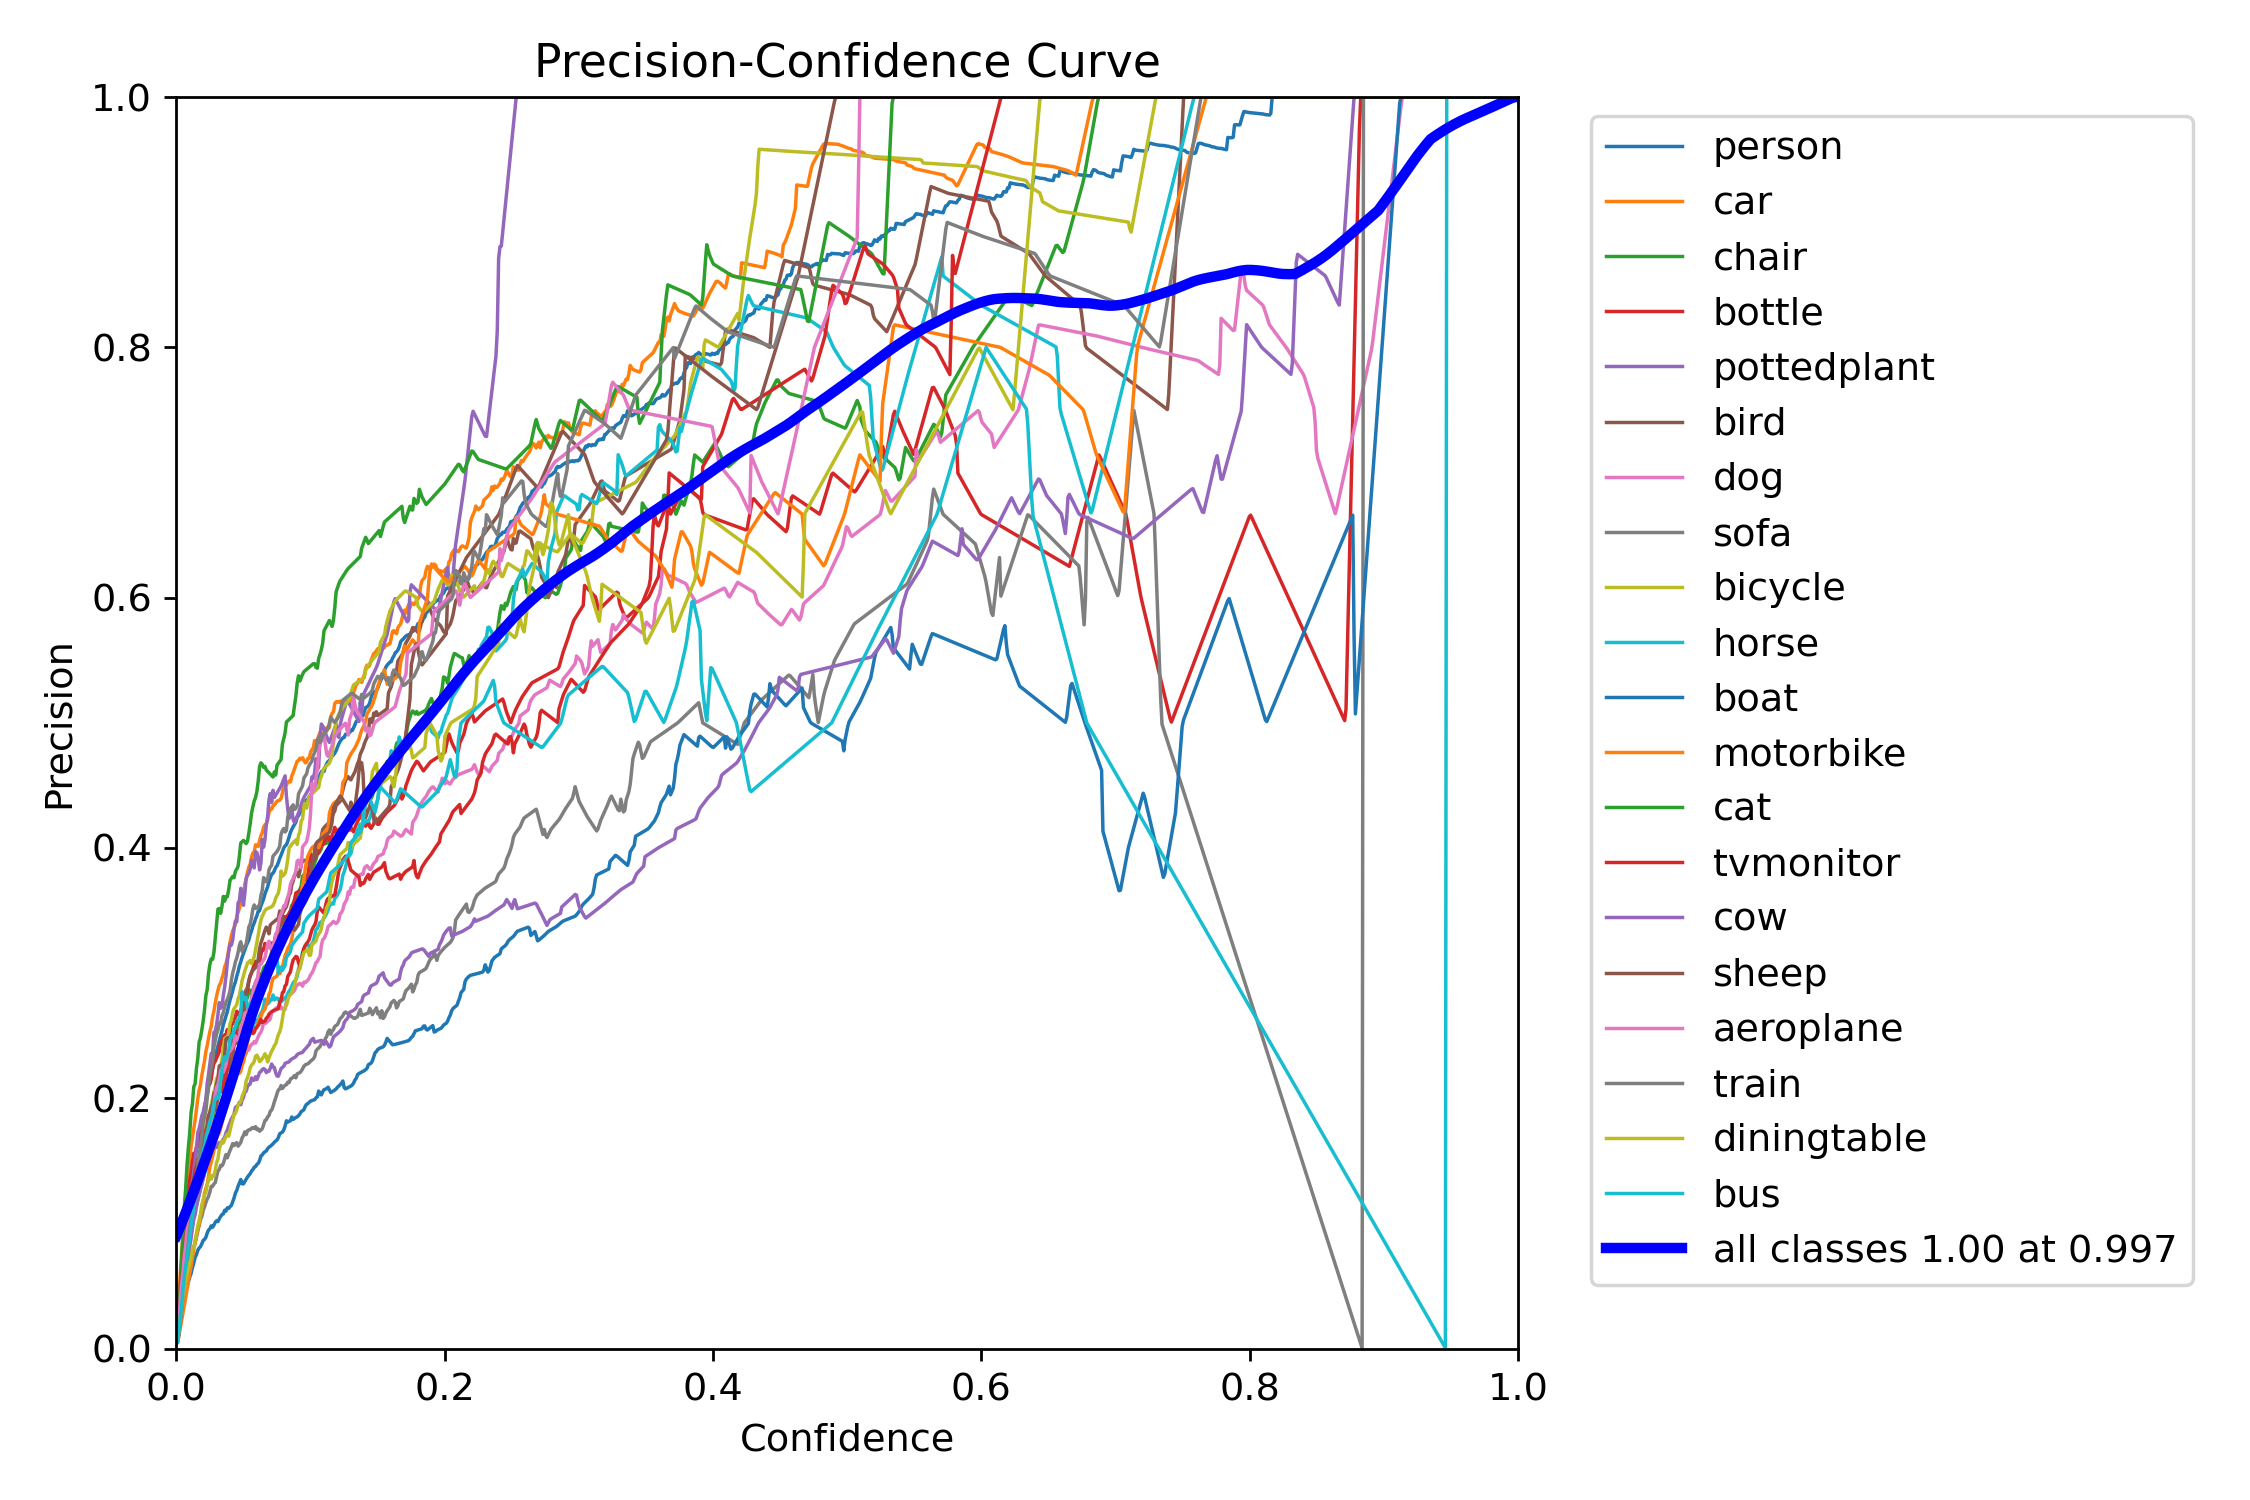 Precision-Confidence Curve
1.0
0.8
0.6
0.4
0.2
0.0
Precision
0.0 0.2 0.4 0.6 0.8 1.0
Confidence
person
car
chair
bottle
pottedplant
bird
dog
sofa
bicycle
horse
boat
motorbike
cat
tvmonitor
cow
sheep
aeroplane
train
diningtable
bus
all classes 1.00 at 0.997